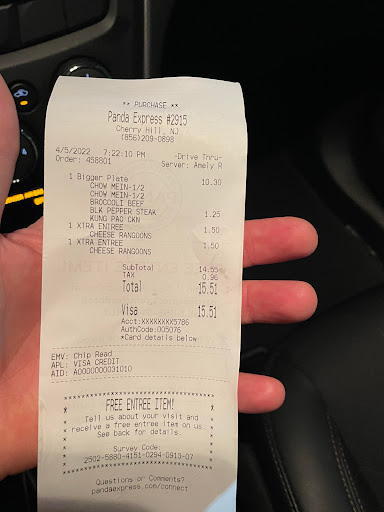 ** PURCHASE **
Panda Express #2915
Cherry Hill, NJ
(856)209-0898
4/5/2022 7:22:10 PM -Drive Thru-
Order: 458801 Server: Amely R
1 Bigger Plate 10.30
CHOW MEIN-1/2
CHOW MEIN-1/2
BROCCOLI BEEF
BLK PEPPER STEAK 1.25
KUNG PAO CKN
1 XTRA ENTREE 1.50
CHEESE RANGOONS
1 XTRA ENTREE 1.50
CHEESE RANGOONS
SubTotal 14.55
TAX 0.96
Total 15.51
Visa 15.51
Acct:XXXXXXXX5786
AuthCode:005076
*Card details below
EMV: Chip Read
APL: VISA CREDIT
AID: A0000000031010
FREE ENTREE ITEM!
Tell us about your visit and
receive a free entree item on us.
See back for details.
Survey Code:
2902-5880-4151-0294-0913-07
Questions or Comments?
pandaexpress.com/connect